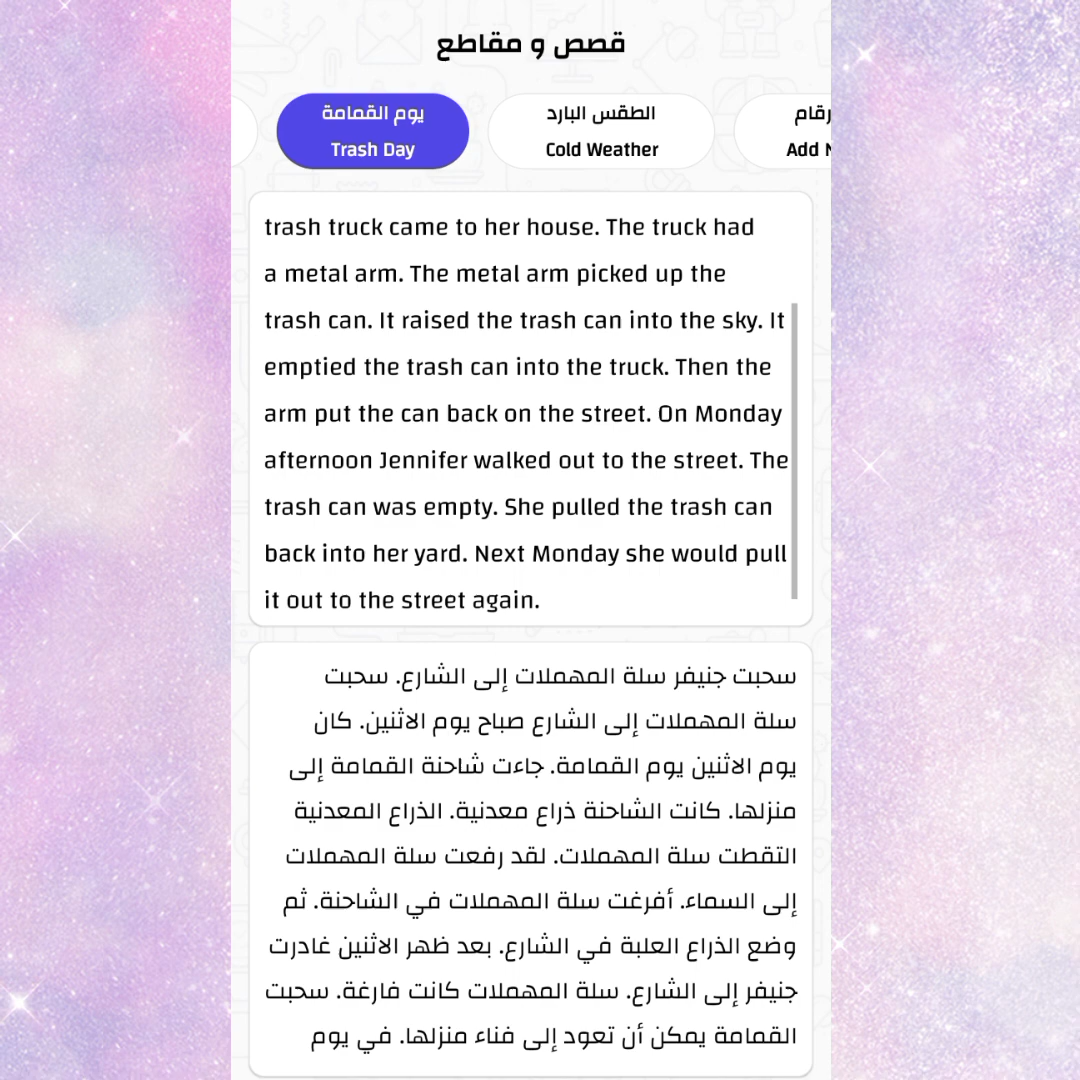 قصص و مقاطع
يوم القمامة
Trash Day
الطقس البارد
Cold Weather
trash truck came to her house. The truck had
a metal arm. The metal arm picked up the
trash can. It raised the trash can into the sky. It
emptied the trash can into the truck. Then the
arm put the can back on the street. On Monday
afternoon Jennifer walked out to the street. The
trash can was empty. She pulled the trash can
back into her yard. Next Monday she would pull
it out to the street again.
سحبت جنيفر سلة المهملات إلى الشارع. سحبت
سلة المهملات إلى الشارع صباح يوم الاثنين. كان
يوم الاثنين يوم القمامة. جاءت شاحنة القمامة إلى
منزلها. كانت الشاحنة ذراع معدنية. الذراع المعدنية
التقطت سلة المهملات. لقد رفعت سلة المهملات
إلى السماء. أفرغت سلة المهملات في الشاحنة. ثم
وضع الذراع العلبة في الشارع. بعد ظهر الاثنين غادرت
جنيفر إلى الشارع. سلة المهملات كانت فارغة. سحبت
القمامة يمكن أن تعود إلى فناء منزلها. في يوم